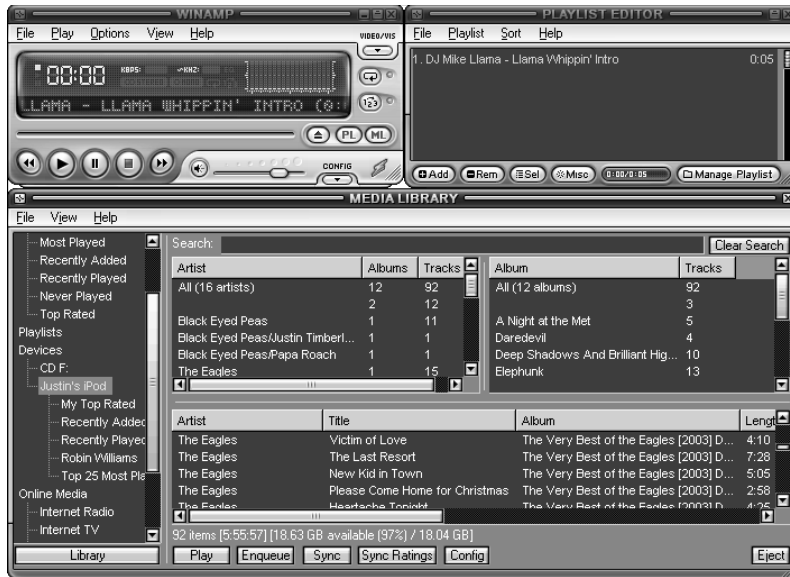 WINAMP
File Play Options View Help
VIDEO/VIS
00:00 KBPS: KHZ:
LLAMA - LLAMA WHIPPIN' INTRO (0:
PL ML
CONFIG
PLAYLIST EDITOR
File Playlist Sort Help
1. DJ Mike Llama - Llama Whippin' Intro 0:05
Add Rem Sel Misc 0:00/0:05 Manage Playlist
MEDIA LIBRARY
File View Help
Most Played
Recently Added
Recently Played
Never Played
Top Rated
Playlists
Devices
CD F:
Justin's iPod
My Top Rated
Recently Added
Recently Played
Robin Williams
Top 25 Most Pla
Online Media
Internet Radio
Internet TV
Library
Search: Clear Search
Artist Albums Tracks
All (16 artists) 12 92
2 12
Black Eyed Peas 1 11
Black Eyed Peas/Justin Timberl... 1 1
Black Eyed Peas/Papa Roach 1 1
The Eagles 1 15
Album Tracks
All (12 albums) 92
3
A Night at the Met 5
Daredevil 4
Deep Shadows And Brilliant Hig... 10
Elephunk 13
Artist Title Album Lengt
The Eagles Victim of Love The Very Best of the Eagles [2003] D... 4:10
The Eagles The Last Resort The Very Best of the Eagles [2003] D... 7:28
The Eagles New Kid in Town The Very Best of the Eagles [2003] D... 5:05
The Eagles Please Come Home for Christmas The Very Best of the Eagles [2003] D... 2:58
The Eagles Heartache Tonight The Very Best of the Eagles [2003] D... 4:25
92 items [5:55:57] [18.63 GB available (97%) / 18.04 GB]
Play Enqueue Sync Sync Ratings Config Eject